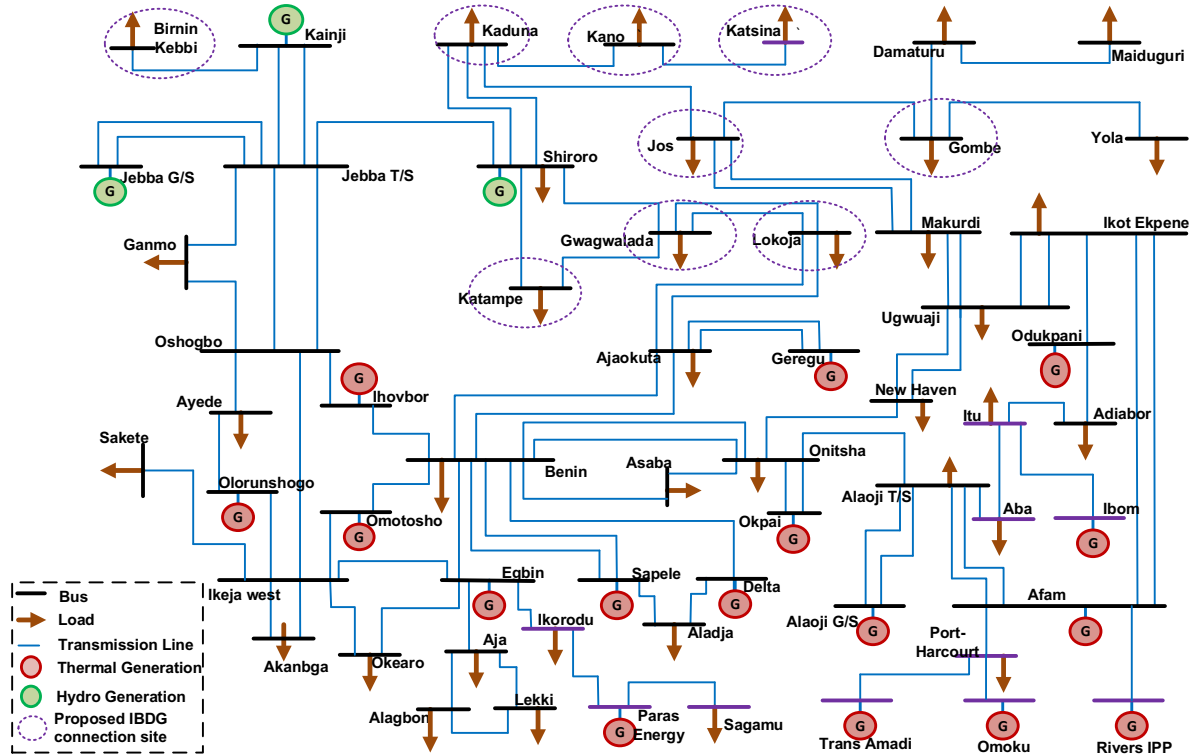 Birnin
Kebbi
G
Kainji
Kaduna
Kano
Katsina
Damaturu
Maiduguri
Jebba G/S
G
Jebba T/S
Shiroro
G
Jos
Gombe
Yola
Ganmo
Gwagwalada
Lokoja
Makurdi
Ikot Ekpene
Katampe
Ugwuaji
Oshogbo
G
Ihovbor
Ajaokuta
Geregu
G
Odukpani
G
New Haven
Ayede
Itu
Adiabor
Sakete
Benin
Asaba
Onitsha
Olorunshogo
G
Omotosho
G
Okpai
G
Alaoji T/S
Aba
Ibom
G
Ikeja west
Egbin
G
Sapele
G
Delta
G
Ikorodu
Aladja
Alaoji G/S
G
Afam
G
Port-
Harcourt
Akanbga
Okearo
Aja
Alagbon
Lekki
Paras
Energy
G
Sagamu
G
Trans Amadi
G
Omoku
G
Rivers IPP
Bus
Load
Transmission Line
G
Thermal Generation
G
Hydro Generation
Proposed IBDG
connection site